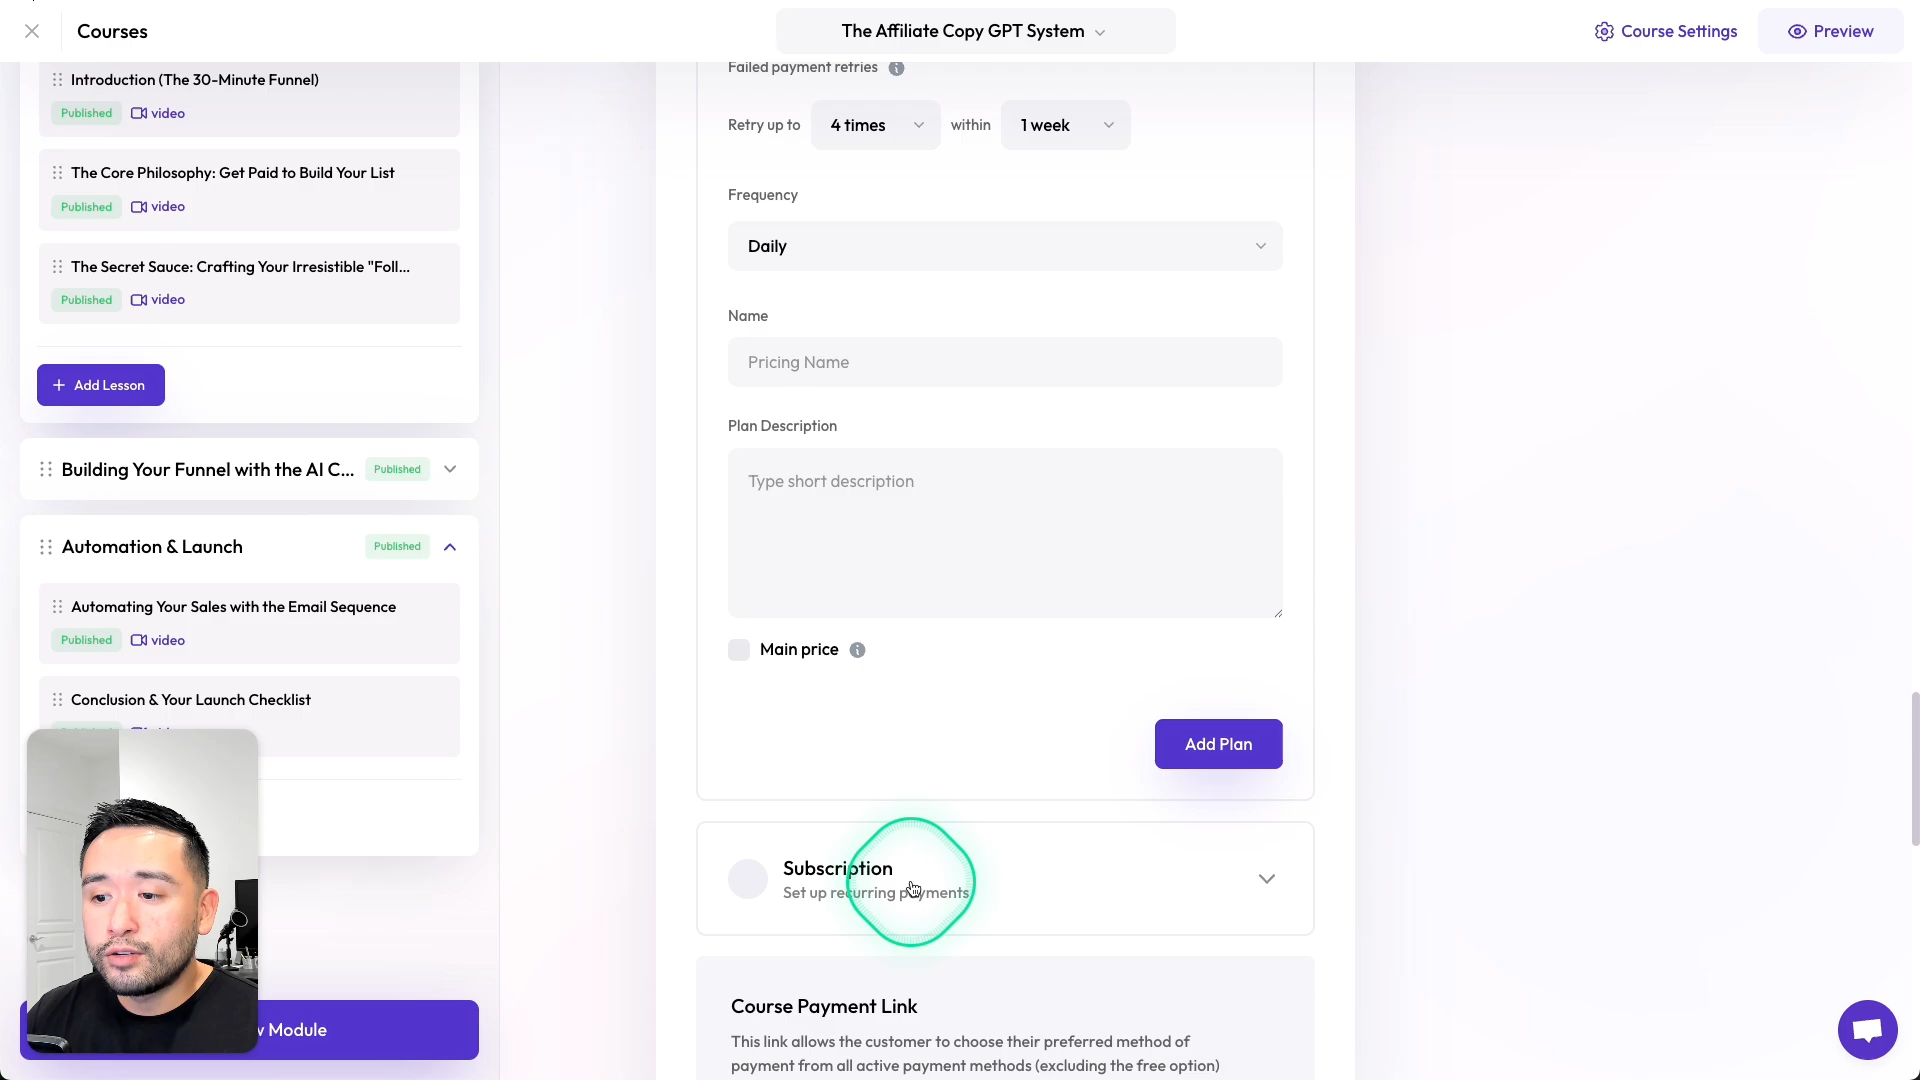 Courses
The Affiliate Copy GPT System
Course Settings
Preview
Introduction (The 30-Minute Funnel)
Published
video
The Core Philosophy: Get Paid to Build Your List
Published
video
The Secret Sauce: Crafting Your Irresistible "Foll...
Published
video
Add Lesson
Building Your Funnel with the AI C...
Published
Automation & Launch
Published
Automating Your Sales with the Email Sequence
Published
video
Conclusion & Your Launch Checklist
Module
Failed payment retries
Retry up to
4 times
within
1 week
Frequency
Daily
Name
Pricing Name
Plan Description
Type short description
Main price
Add Plan
Subscription
Set up recurring payments
Course Payment Link
This link allows the customer to choose their preferred method of
payment from all active payment methods (excluding the free option)